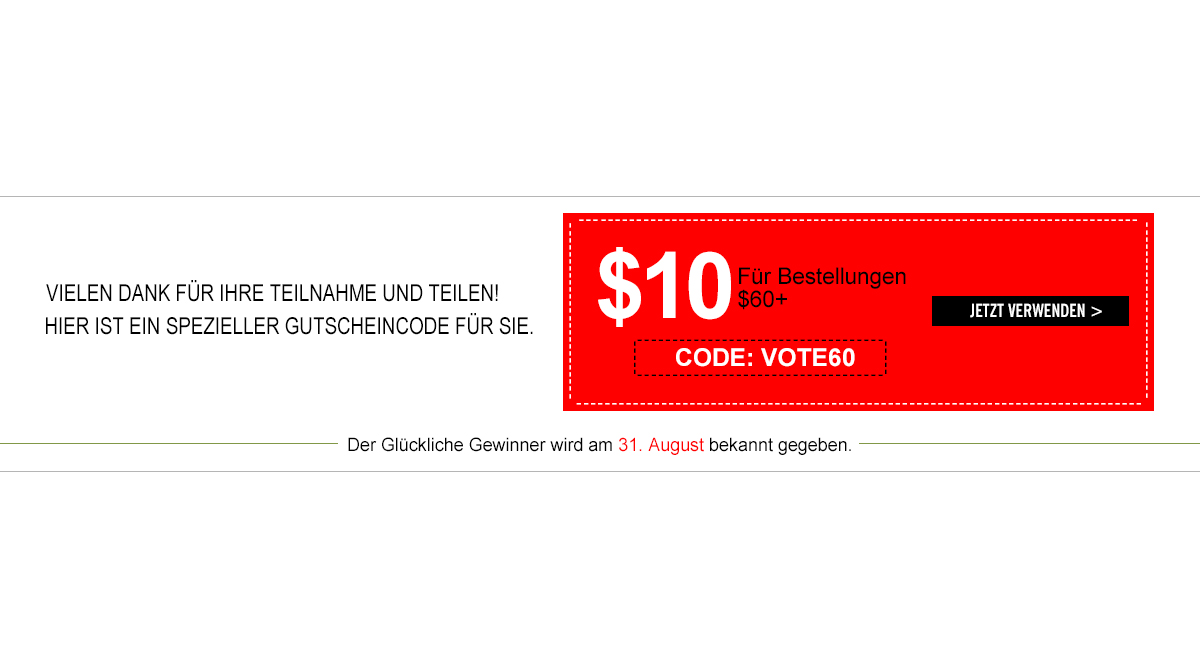 VIELEN DANK FÜR IHRE TEILNAHME UND TEILEN!
HIER IST EIN SPEZIELLER GUTSCHEINCODE FÜR SIE.
$10
Für Bestellungen
$60+
CODE: VOTE60
JETZT VERWENDEN >
Der Glückliche Gewinner wird am 31. August bekannt gegeben.